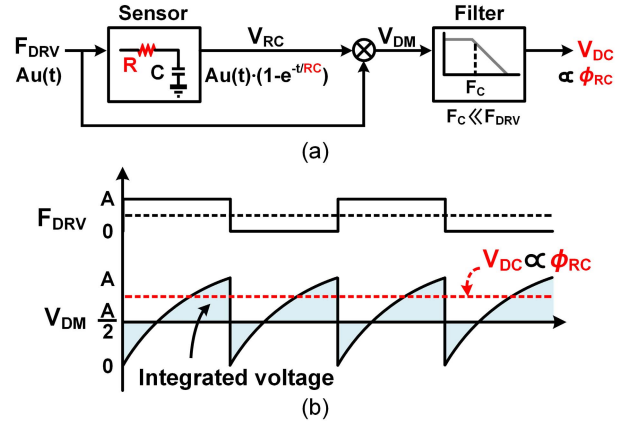 Sensor
Filter
F_DRV
Au(t)
R
C
V_RC
Au(t)·(1-e^-t/RC)
V_DM
F_C
F_C≪F_DRV
V_DC
∝ ϕ_RC
(a)
A
F_DRV
0
A
V_DC ∝ ϕ_RC
V_DM
A/2
0
Integrated voltage
(b)